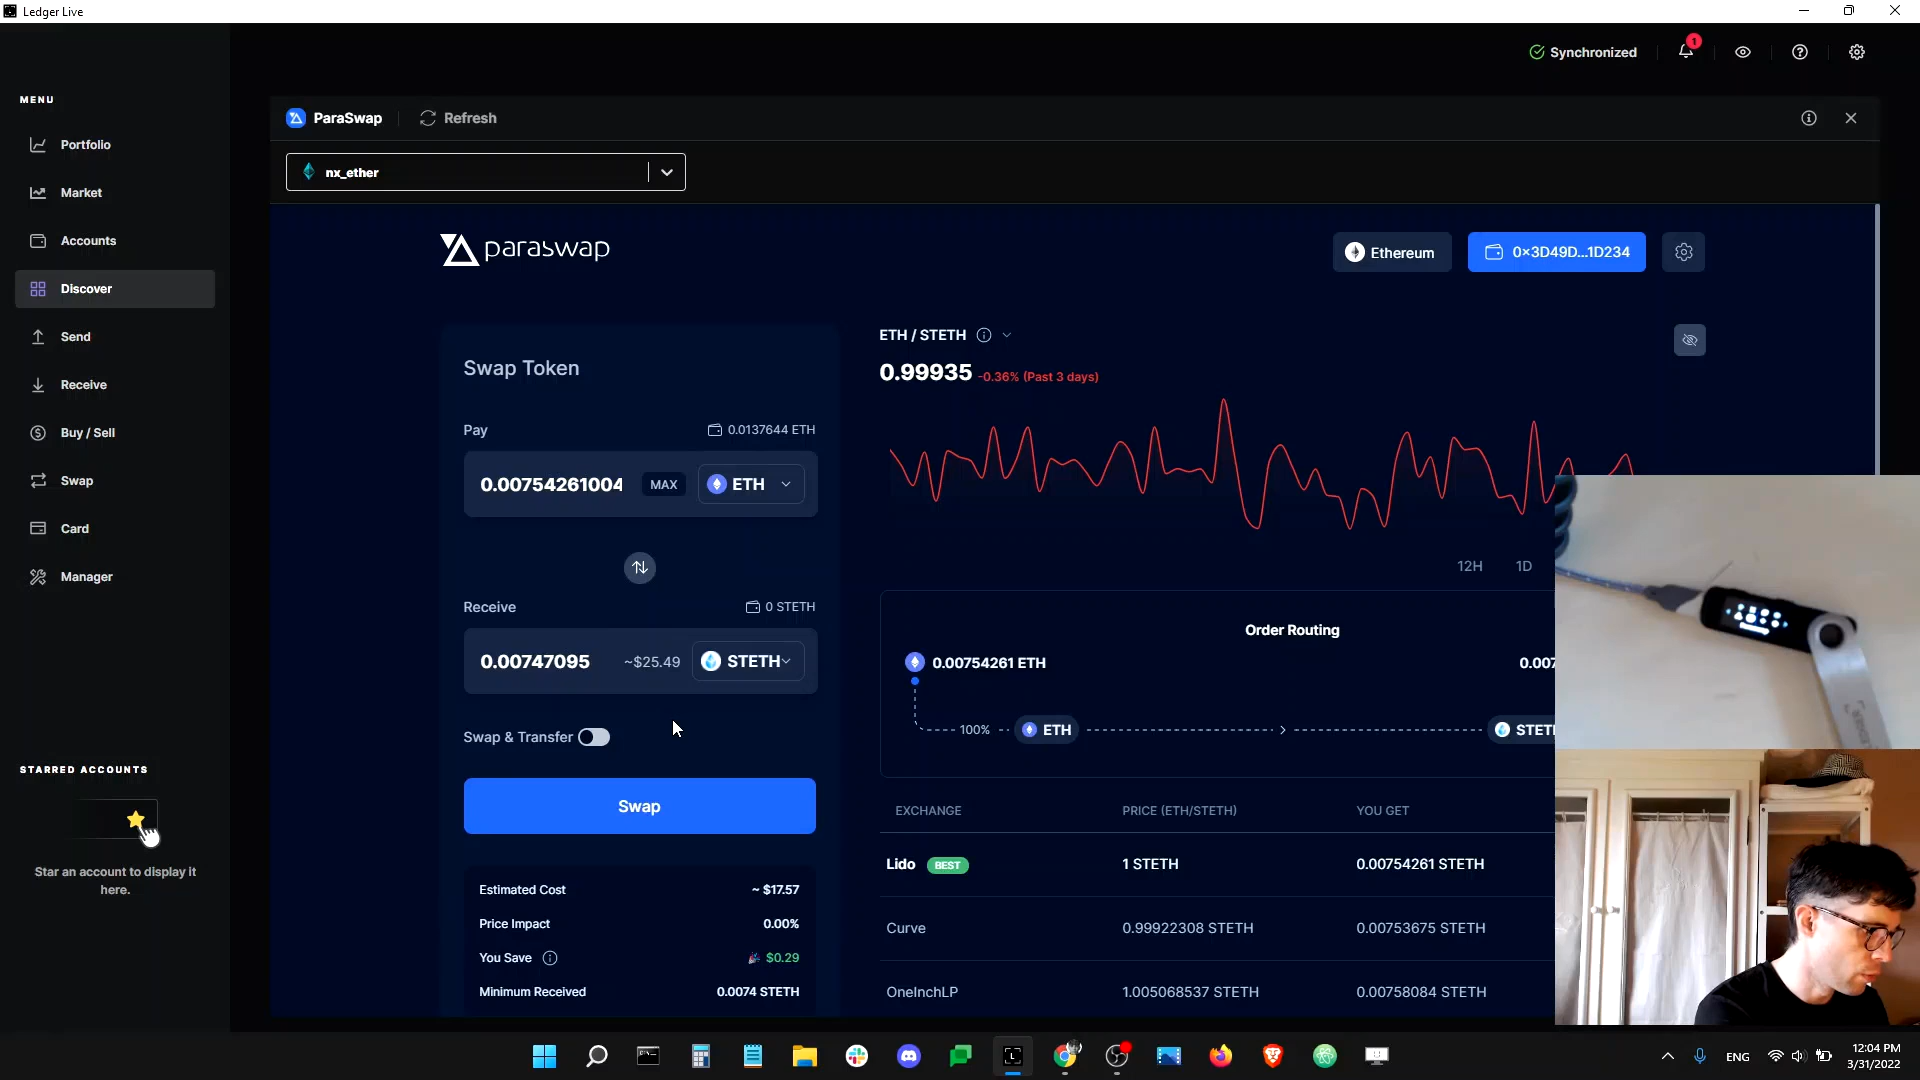 Ledger Live
MENU
Portfolio
Market
Accounts
Discover
Send
Receive
Buy / Sell
Swap
Card
Manager
STARRED ACCOUNTS
Star an account to display it
here.
Synchronized
1
ParaSwap
Refresh
nx_ether
paraswap
Ethereum
0×3D49D...1D234
Swap Token
Pay
0.0137644 ETH
0.00754261004
MAX
ETH
Receive
0 STETH
0.00747095
~$25.49
STETH
Swap & Transfer
Swap
Estimated Cost
~ $17.57
Price Impact
0.00%
You Save
$0.29
Minimum Received
0.0074 STETH
ETH / STETH
0.99935
-0.36% (Past 3 days)
12H
1D
Order Routing
0.00754261 ETH
0.007
100%
ETH
STETH
EXCHANGE
PRICE (ETH/STETH)
YOU GET
Lido
BEST
1 STETH
0.00754261 STETH
Curve
0.99922308 STETH
0.00753675 STETH
OneInchLP
1.005068537 STETH
0.00758084 STETH
ENG
12:04 PM
3/31/2022